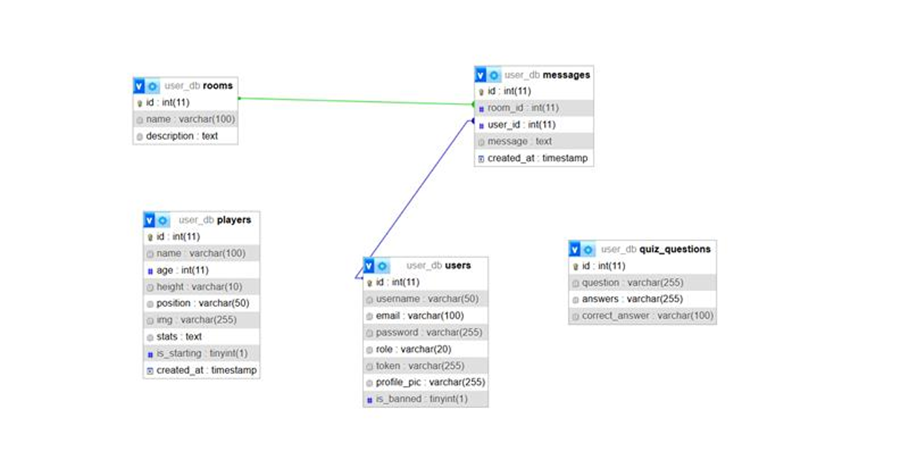 user_db rooms
id : int(11)
name : varchar(100)
description : text
user_db messages
id : int(11)
room_id : int(11)
user_id : int(11)
message : text
created_at : timestamp
user_db players
id : int(11)
name : varchar(100)
age : int(11)
height : varchar(10)
position : varchar(50)
img : varchar(255)
stats : text
is_starting : tinyint(1)
created_at : timestamp
user_db users
id : int(11)
username : varchar(50)
email : varchar(100)
password : varchar(255)
role : varchar(20)
token : varchar(255)
profile_pic : varchar(255)
is_banned : tinyint(1)
user_db quiz_questions
id : int(11)
question : varchar(255)
answers : varchar(255)
correct_answer : varchar(100)